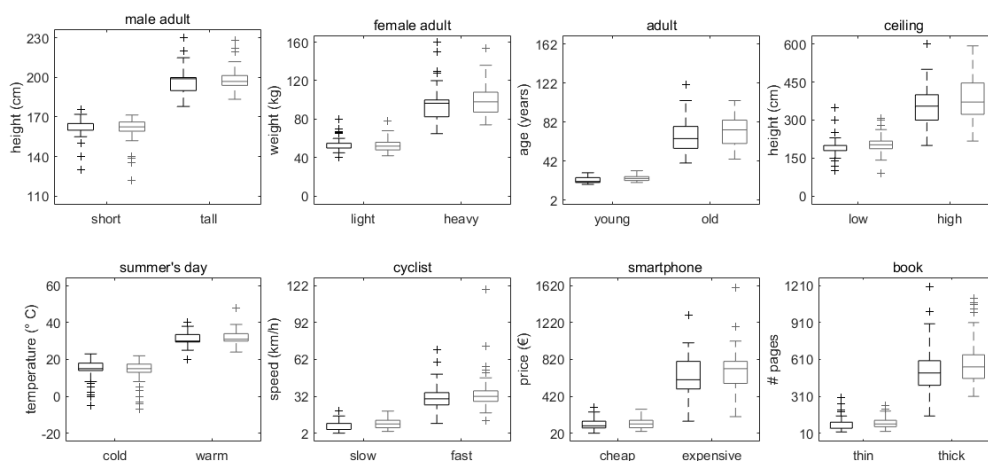 male adult
height (cm)
230
200
170
140
110
short tall
female adult
weight (kg)
160
120
80
40
0
light heavy
adult
age (years)
162
122
82
42
2
young old
ceiling
height (cm)
600
450
300
150
0
low high
summer's day
temperature (° C)
60
40
20
0
-20
cold warm
cyclist
speed (km/h)
122
92
62
32
2
slow fast
smartphone
price (€)
1620
1220
820
420
20
cheap expensive
book
# pages
1210
910
610
310
10
thin thick